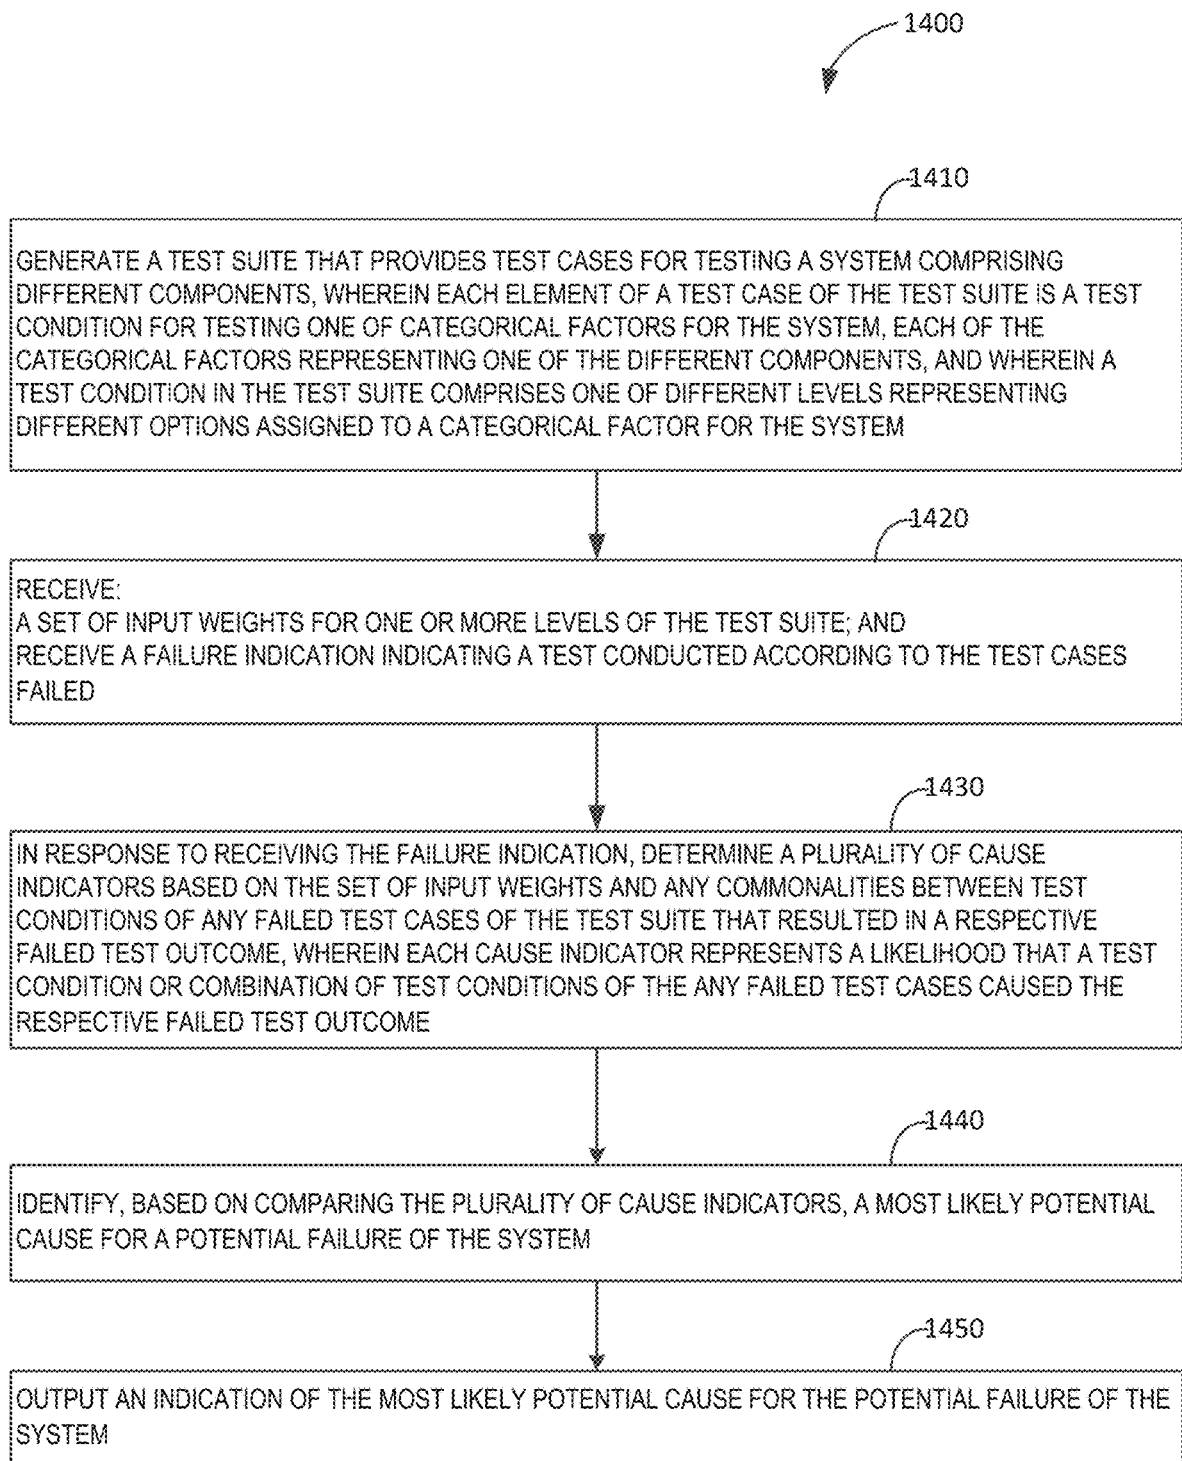 1400
1410
GENERATE A TEST SUITE THAT PROVIDES TEST CASES FOR TESTING A SYSTEM COMPRISING
DIFFERENT COMPONENTS, WHEREIN EACH ELEMENT OF A TEST CASE OF THE TEST SUITE IS A TEST
CONDITION FOR TESTING ONE OF CATEGORICAL FACTORS FOR THE SYSTEM, EACH OF THE
CATEGORICAL FACTORS REPRESENTING ONE OF THE DIFFERENT COMPONENTS, AND WHEREIN A
TEST CONDITION IN THE TEST SUITE COMPRISES ONE OF DIFFERENT LEVELS REPRESENTING
DIFFERENT OPTIONS ASSIGNED TO A CATEGORICAL FACTOR FOR THE SYSTEM
1420
RECEIVE:
A SET OF INPUT WEIGHTS FOR ONE OR MORE LEVELS OF THE TEST SUITE; AND
RECEIVE A FAILURE INDICATION INDICATING A TEST CONDUCTED ACCORDING TO THE TEST CASES
FAILED
1430
IN RESPONSE TO RECEIVING THE FAILURE INDICATION, DETERMINE A PLURALITY OF CAUSE
INDICATORS BASED ON THE SET OF INPUT WEIGHTS AND ANY COMMONALITIES BETWEEN TEST
CONDITIONS OF ANY FAILED TEST CASES OF THE TEST SUITE THAT RESULTED IN A RESPECTIVE
FAILED TEST OUTCOME, WHEREIN EACH CAUSE INDICATOR REPRESENTS A LIKELIHOOD THAT A TEST
CONDITION OR COMBINATION OF TEST CONDITIONS OF THE ANY FAILED TEST CASES CAUSED THE
RESPECTIVE FAILED TEST OUTCOME
1440
IDENTIFY, BASED ON COMPARING THE PLURALITY OF CAUSE INDICATORS, A MOST LIKELY POTENTIAL
CAUSE FOR A POTENTIAL FAILURE OF THE SYSTEM
1450
OUTPUT AN INDICATION OF THE MOST LIKELY POTENTIAL CAUSE FOR THE POTENTIAL FAILURE OF THE
SYSTEM